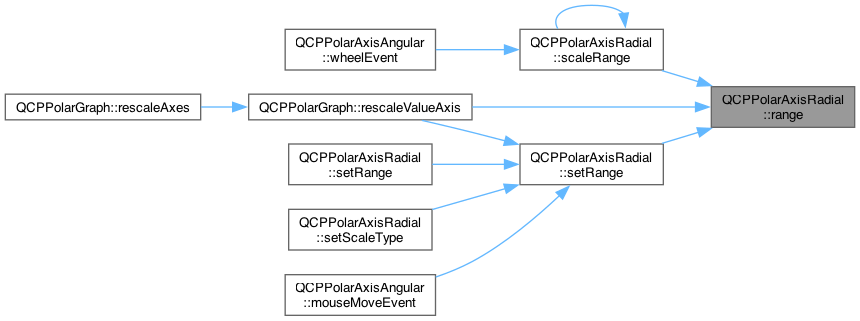 QCPPolarAxisAngular
::wheelEvent
QCPPolarAxisRadial
::scaleRange
QCPPolarGraph::rescaleAxes
QCPPolarGraph::rescaleValueAxis
QCPPolarAxisRadial
::range
QCPPolarAxisRadial
::setRange
QCPPolarAxisRadial
::setRange
QCPPolarAxisRadial
::setScaleType
QCPPolarAxisAngular
::mouseMoveEvent